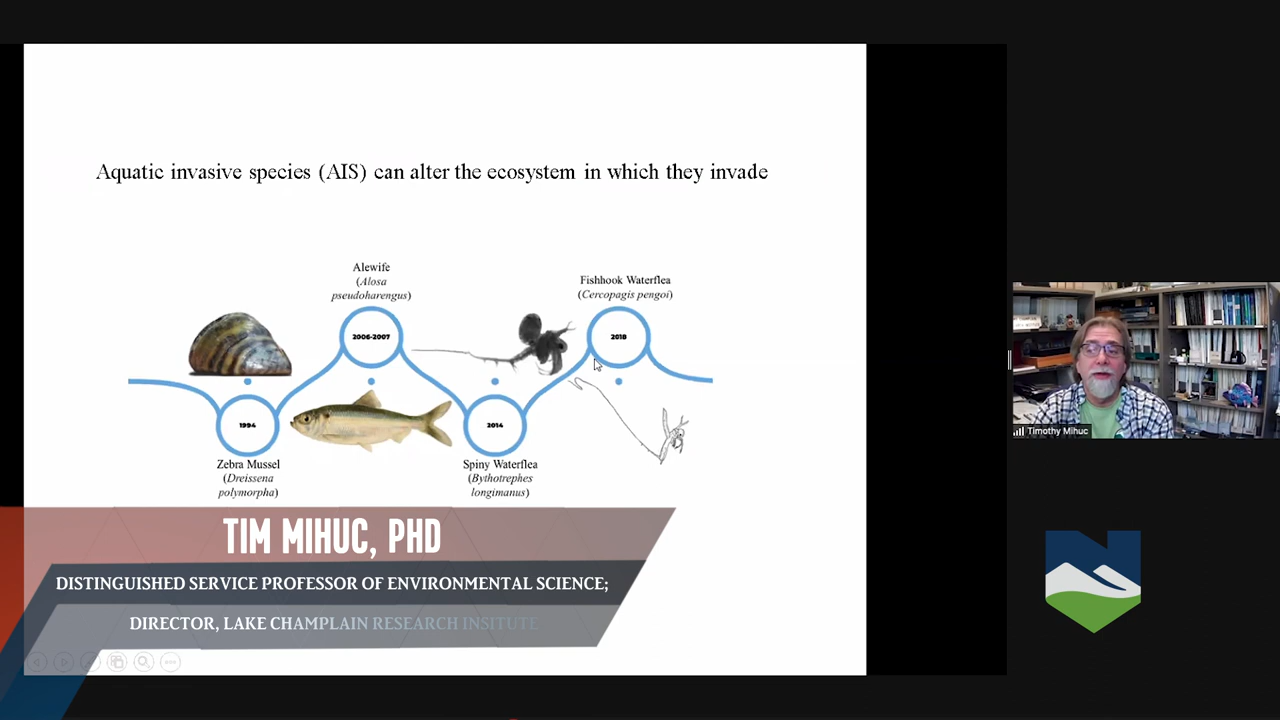 Aquatic invasive species (AIS) can alter the ecosystem in which they invade
Alewife
(Alosa
pseudoharengus)
Fishhook Waterflea
(Cercopagis pengoi)
2006-2007
2018
1994
2014
Zebra Mussel
(Dreissena
polymorpha)
Spiny Waterflea
(Bythotrephes
longimanus)
Timothy Mihuc
TIM MIHUC, PHD
DISTINGUISHED SERVICE PROFESSOR OF ENVIRONMENTAL SCIENCE;
DIRECTOR, LAKE CHAMPLAIN RESEARCH INSITUTE